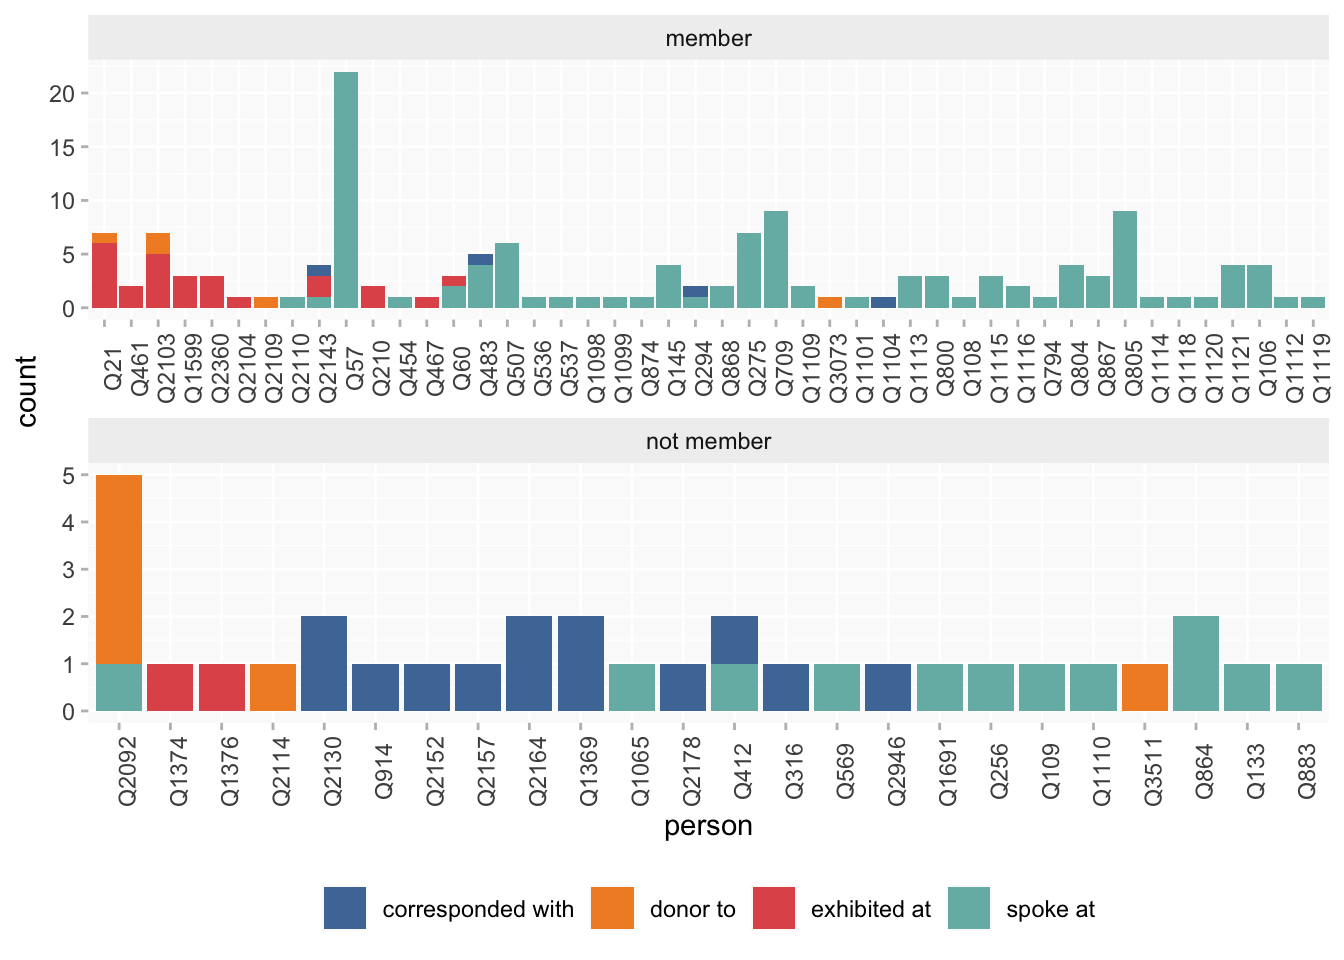 member
20
15
10
5
0
Q21 Q461 Q2103 Q1599 Q2360 Q2104 Q2109 Q2110 Q2143 Q57 Q210 Q454 Q467 Q60 Q483 Q507 Q536 Q537 Q1098 Q1099 Q874 Q145 Q294 Q868 Q275 Q709 Q1109 Q3073 Q1101 Q1104 Q1113 Q800 Q108 Q1115 Q1116 Q794 Q804 Q867 Q805 Q1114 Q1118 Q1120 Q1121 Q106 Q1112 Q1119
count
not member
5
4
3
2
1
0
Q2092 Q1374 Q1376 Q2114 Q2130 Q914 Q2152 Q2157 Q2164 Q1369 Q1065 Q2178 Q412 Q316 Q569 Q2946 Q1691 Q256 Q109 Q1110 Q3511 Q864 Q133 Q883
person
corresponded with donor to exhibited at spoke at